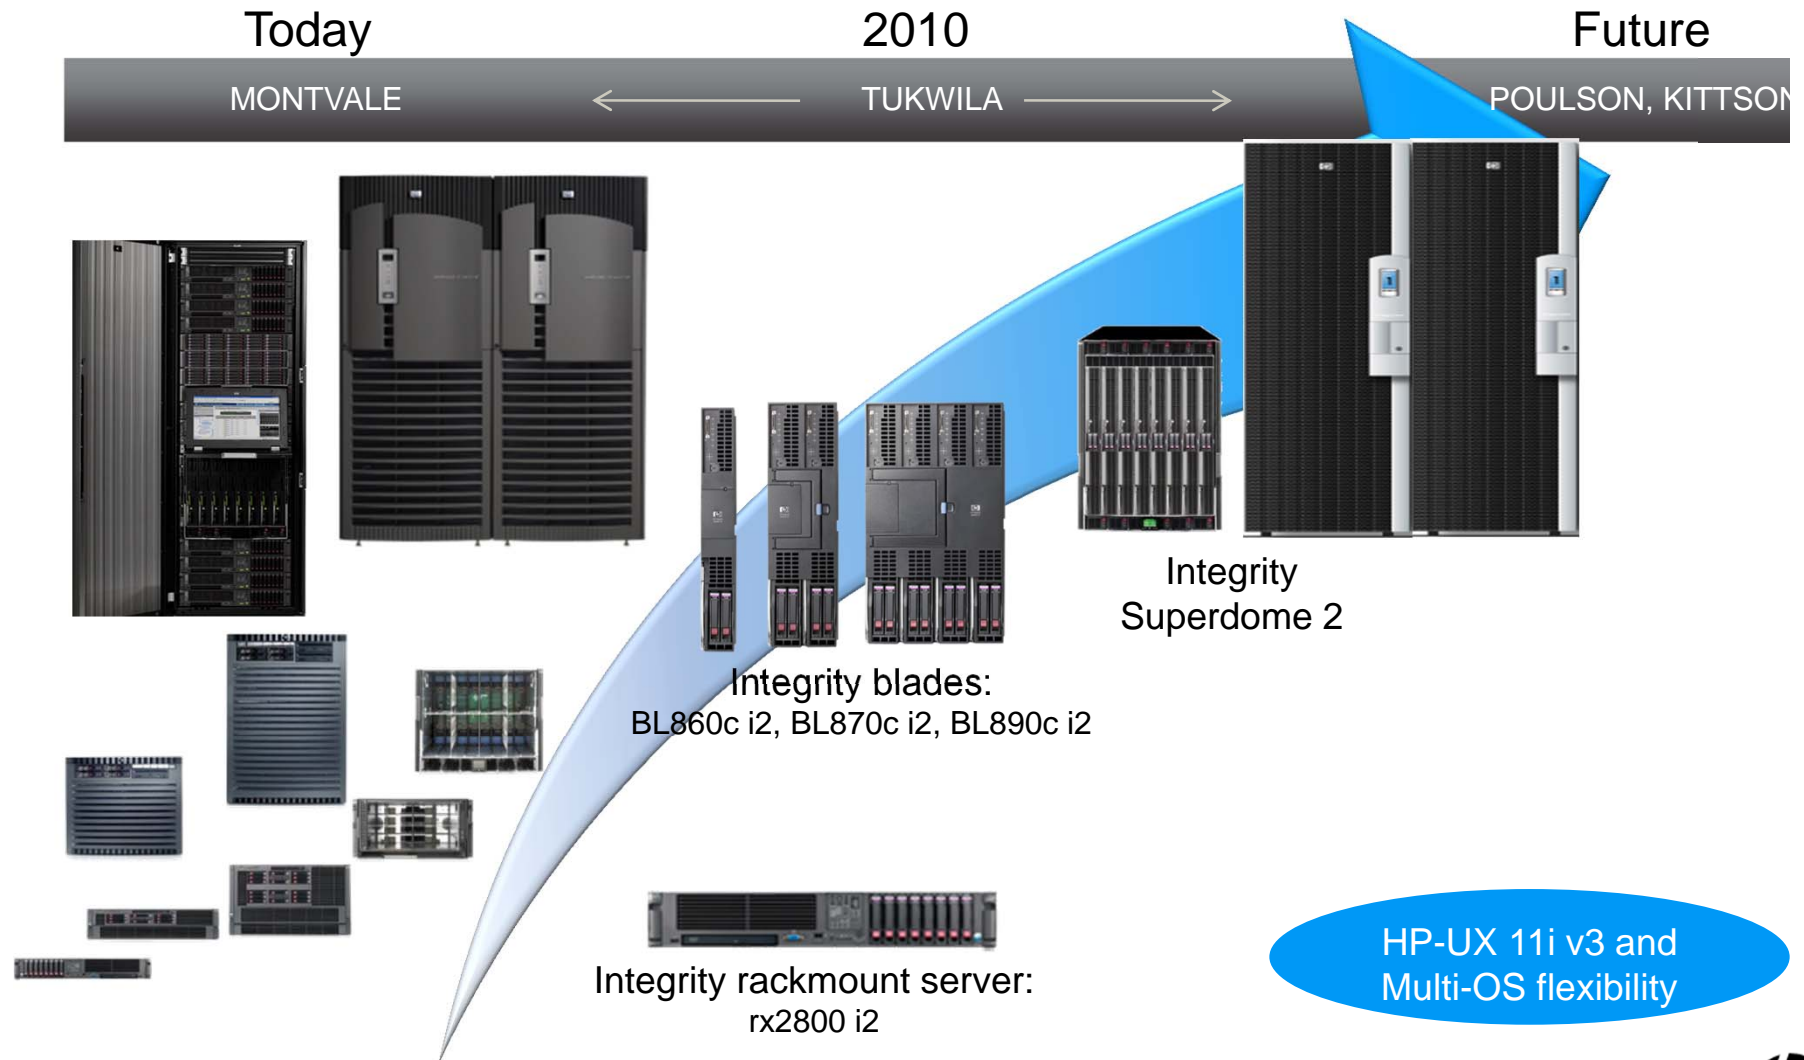 Today
2010
Future
MONTVALE
TUKWILA
POULSON, KITTSON
Integrity
Superdome 2
Integrity blades:
BL860c i2, BL870c i2, BL890c i2
Integrity rackmount server:
rx2800 i2
HP-UX 11i v3 and
Multi-OS flexibility